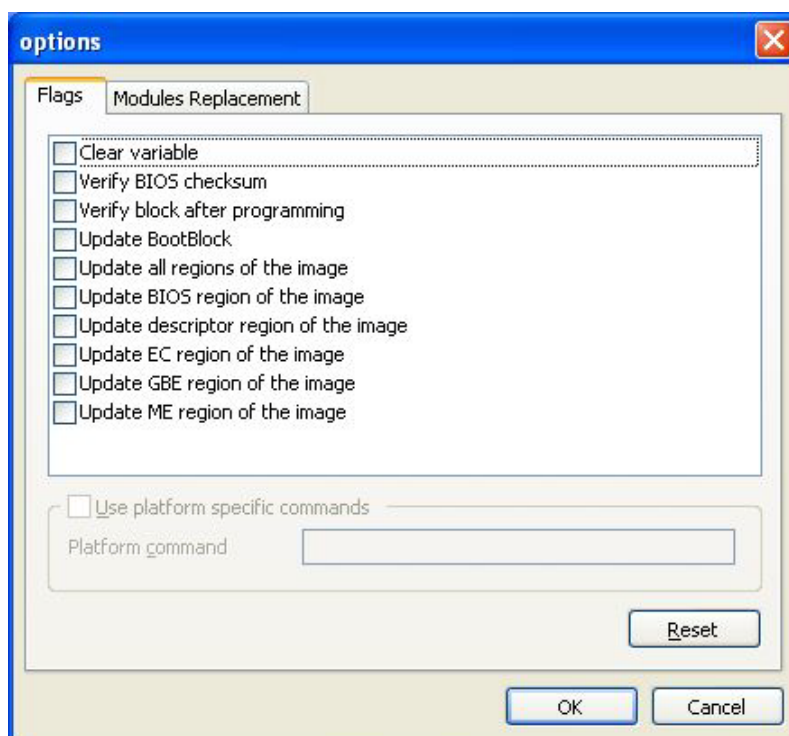 options
Flags
Modules Replacement
Clear variable
Verify BIOS checksum
Verify block after programming
Update BootBlock
Update all regions of the image
Update BIOS region of the image
Update descriptor region of the image
Update EC region of the image
Update GBE region of the image
Update ME region of the image
Use platform specific commands
Platform command
Reset
OK
Cancel